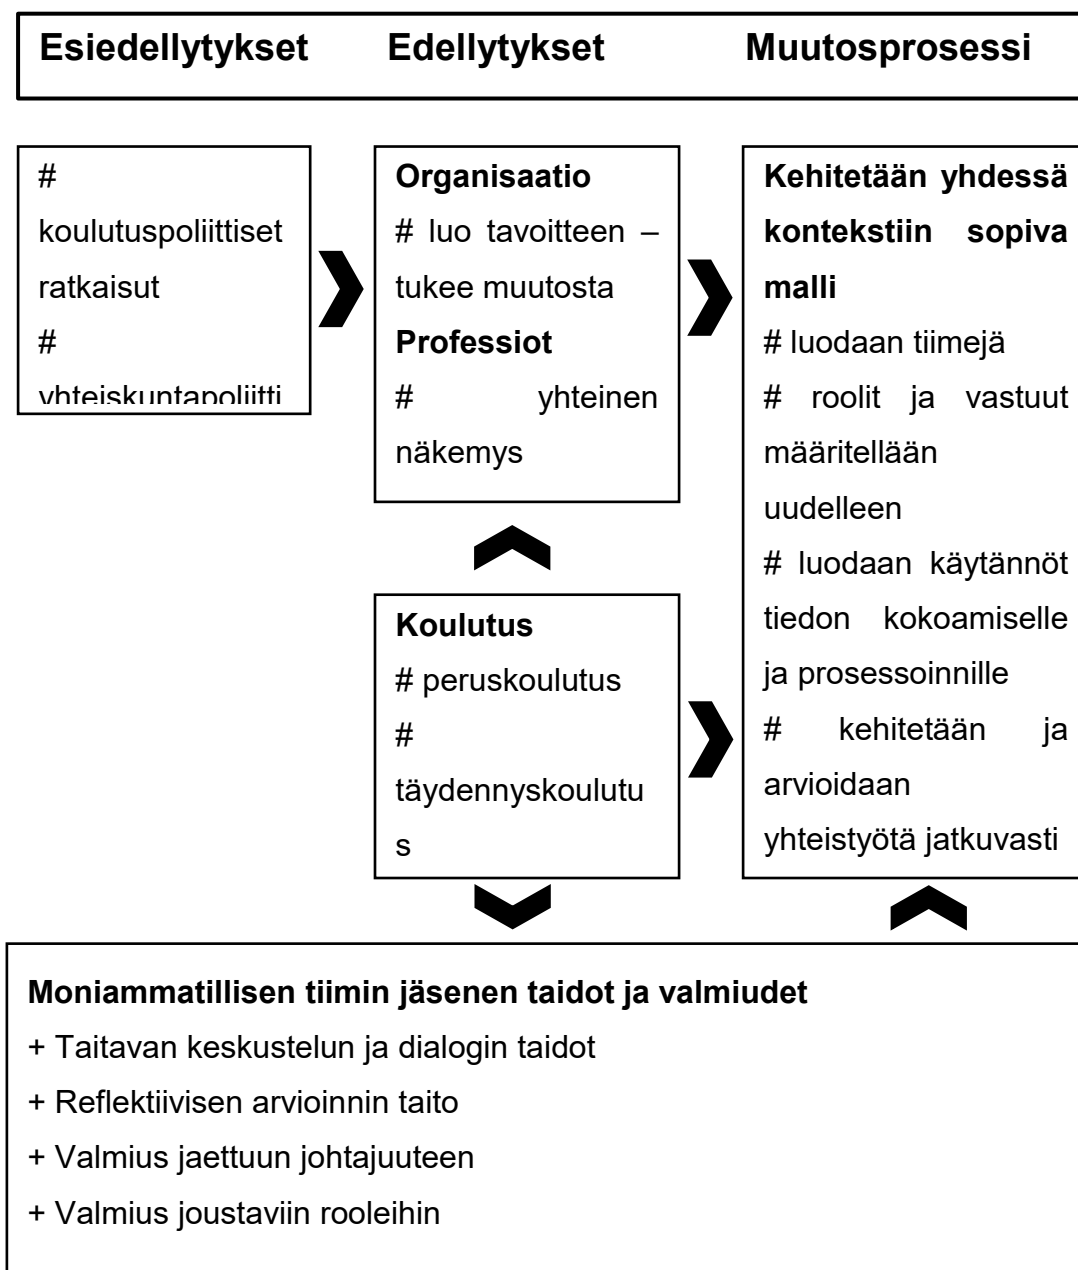 Esiedellytykset Edellytykset Muutosprosessi
#
koulutuspoliittiset
ratkaisut
#
yhteiskuntapoliitti
Organisaatio
# luo tavoitteen –
tukee muutosta
Professiot
# yhteinen
näkemys
Koulutus
# peruskoulutus
#
täydennyskoulutu
s
Kehitetään yhdessä
kontekstiin sopiva
malli
# luodaan tiimejä
# roolit ja vastuut
määritellään
uudelleen
# luodaan käytännöt
tiedon kokoamiselle
ja prosessoinnille
# kehitetään ja
arvioidaan
yhteistyötä jatkuvasti
Moniammatillisen tiimin jäsenen taidot ja valmiudet
+ Taitavan keskustelun ja dialogin taidot
+ Reflektiivisen arvioinnin taito
+ Valmius jaettuun johtajuuteen
+ Valmius joustaviin rooleihin